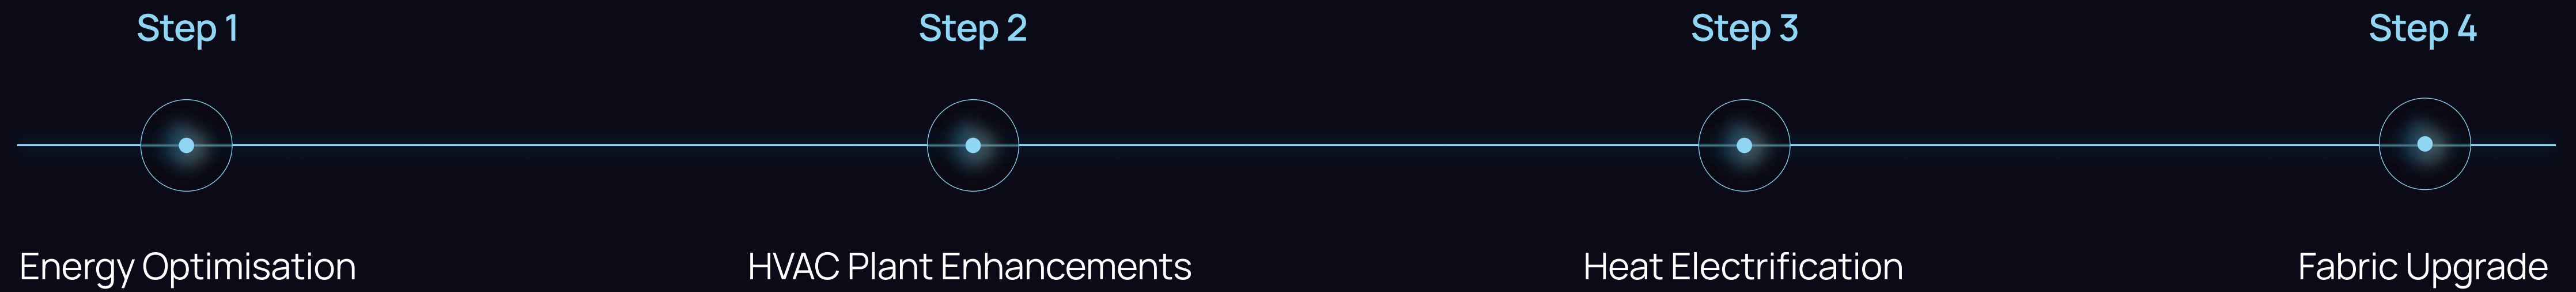 Step 1
Step 2
Step 3
Step 4
Energy Optimisation
HVAC Plant Enhancements
Heat Electrification
Fabric Upgrade